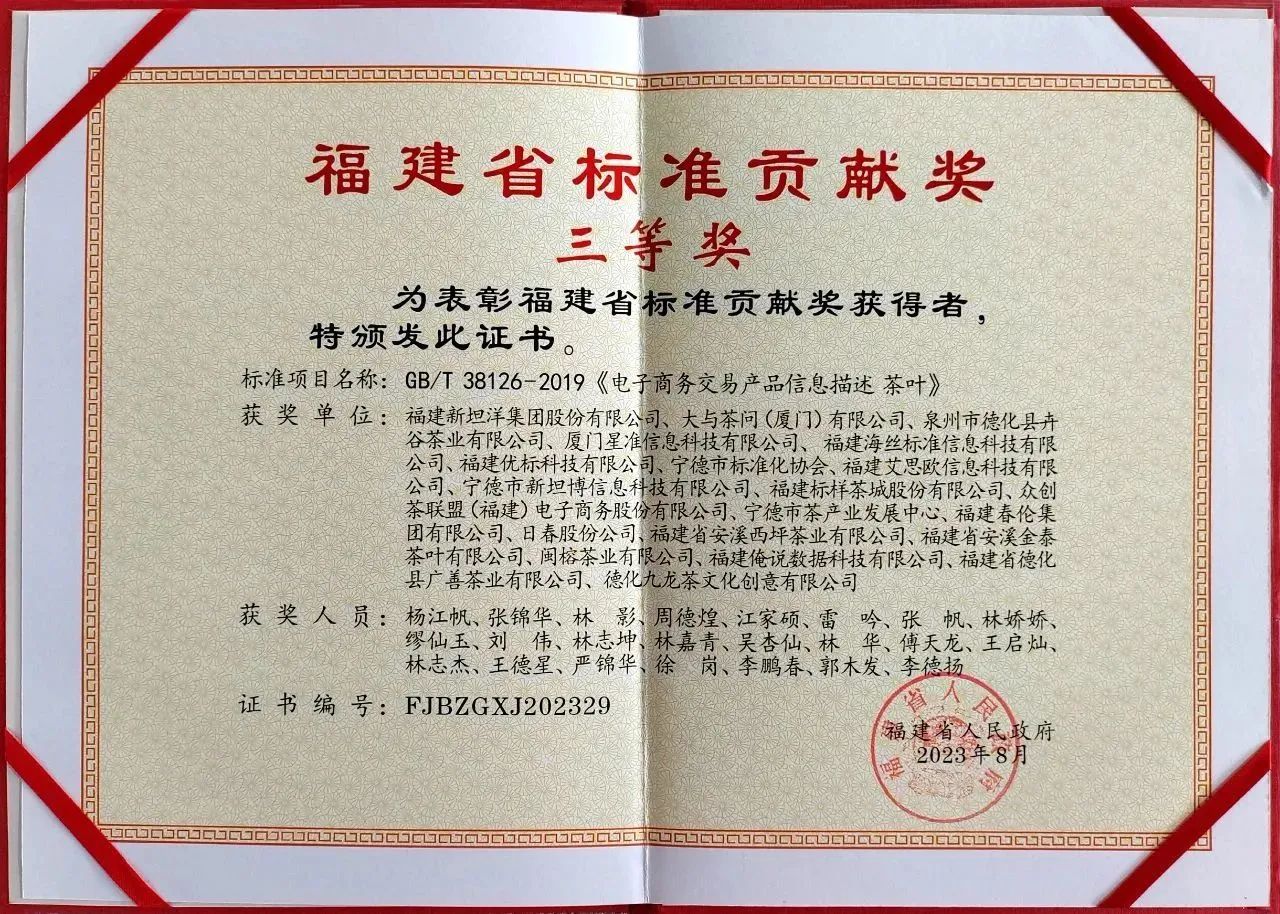 福建省标准贡献奖
三等奖
为表彰福建省标准贡献奖获得者，
特颁发此证书。
标准项目名称：GB/T 38126-2019《电子商务交易产品信息描述 茶叶》
获奖单位：福建新坦洋集团股份有限公司、大与茶问(厦门)有限公司、泉州市德化县卉
谷茶业有限公司、厦门星准信息科技有限公司、福建海丝标准信息科技有限
公司、福建优标科技有限公司、宁德市标准化协会、福建艾思欧信息科技有限
公司、宁德市新坦博信息科技有限公司、福建标样茶城股份有限公司、众创
茶联盟(福建)电子商务股份有限公司、宁德市茶产业发展中心、福建春伦集
团有限公司、日春股份公司、福建省安溪西坪茶业有限公司、福建省安溪金泰
茶叶有限公司、闽榕茶业有限公司、福建俺说数据科技有限公司、福建省德化
县广善茶业有限公司、德化九龙茶文化创意有限公司
获奖人员：杨江帆、张锦华、林　影、周德煌、江家硕、雷　吟、张　帆、林娇娇、
缪仙玉、刘　伟、林志坤、林嘉青、吴杏仙、林　华、傅天龙、王启灿、
林志杰、王德星、严锦华、徐　岗、李鹏春、郭木发、李德扬
证书编号：FJBZGXJ202329
福建省人民政府
福建省人民政府
2023年8月